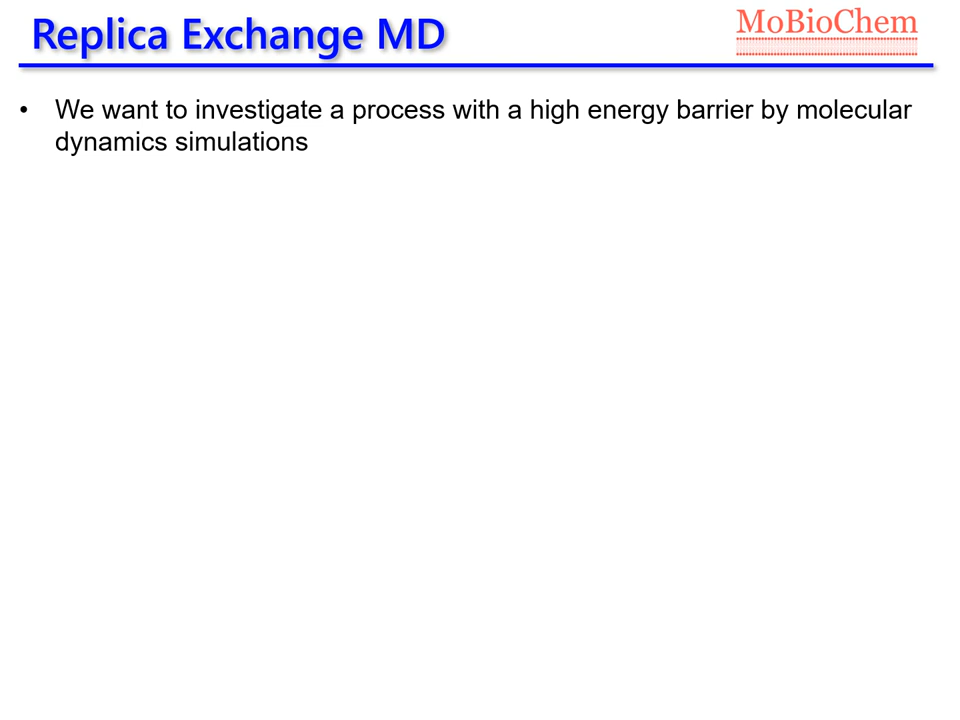 Replica Exchange MD
MoBioChem
• We want to investigate a process with a high energy barrier by molecular
dynamics simulations